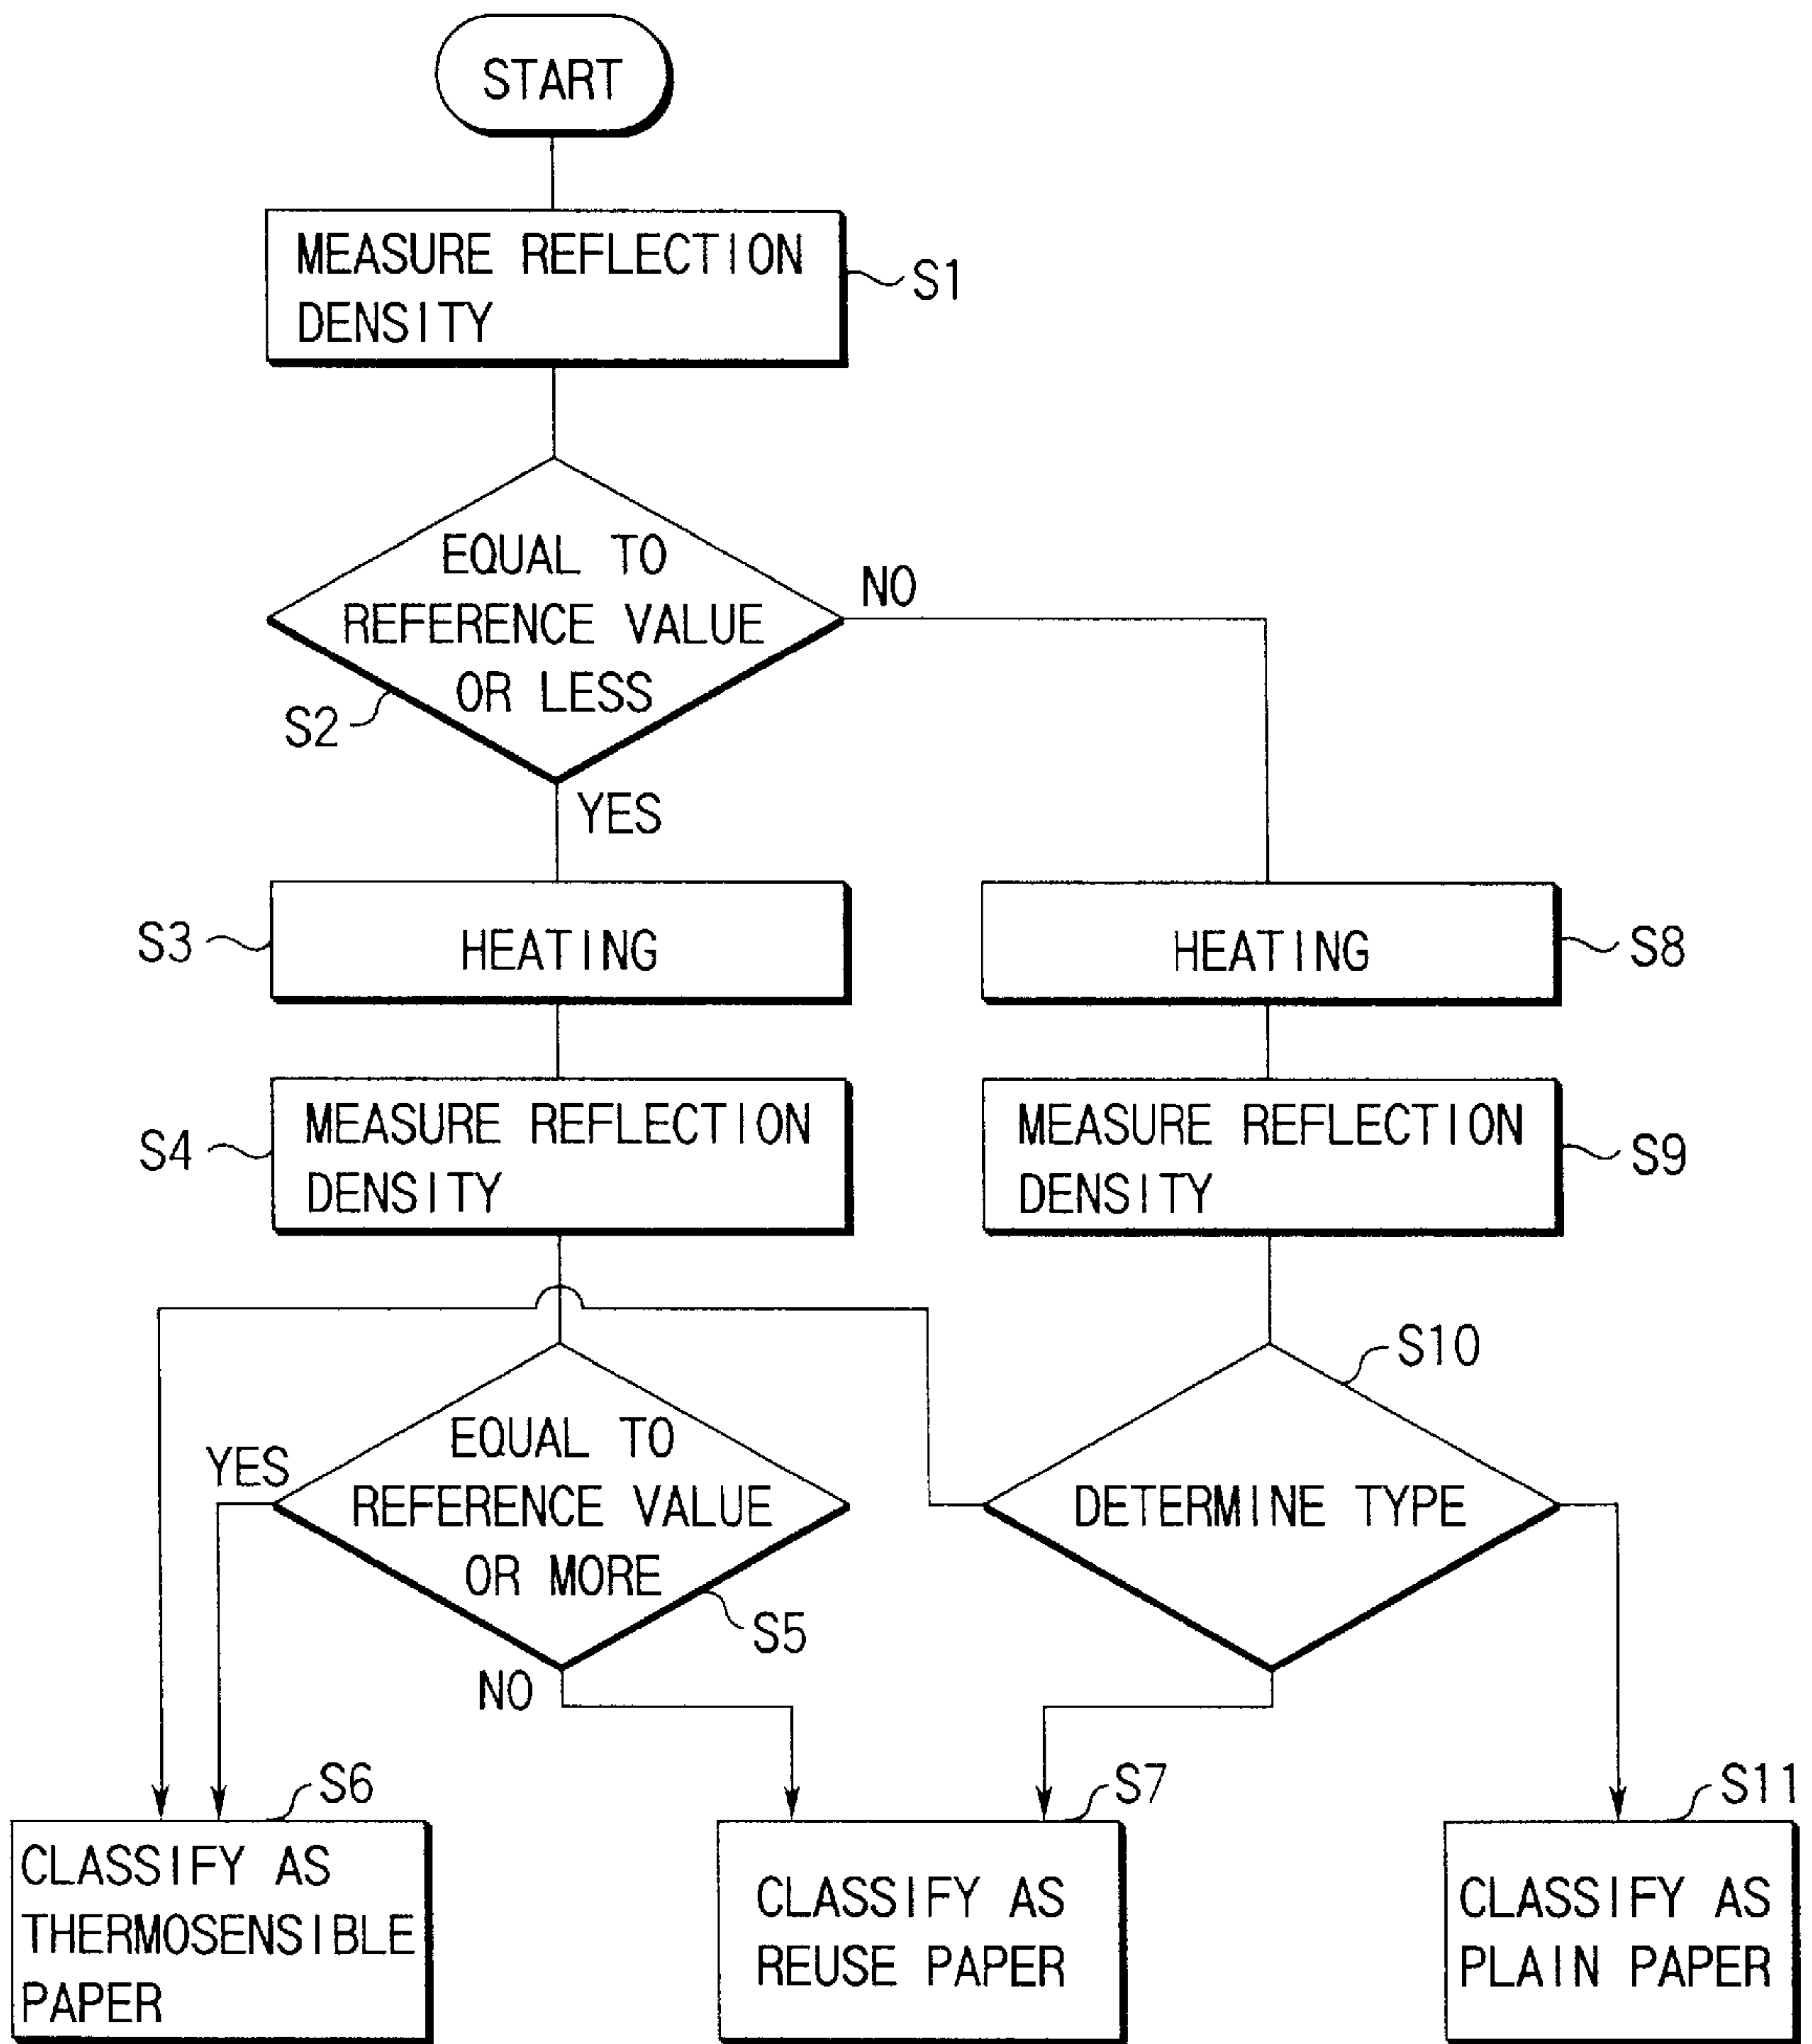 START
MEASURE REFLECTION
DENSITY
S1
EQUAL TO
REFERENCE VALUE
OR LESS
S2
NO
YES
S3
HEATING
HEATING
S8
S4
MEASURE REFLECTION
DENSITY
MEASURE REFLECTION
DENSITY
S9
S10
YES
EQUAL TO
REFERENCE VALUE
OR MORE
S5
NO
DETERMINE TYPE
S6
CLASSIFY AS
THERMOSENSIBLE
PAPER
S7
CLASSIFY AS
REUSE PAPER
S11
CLASSIFY AS
PLAIN PAPER